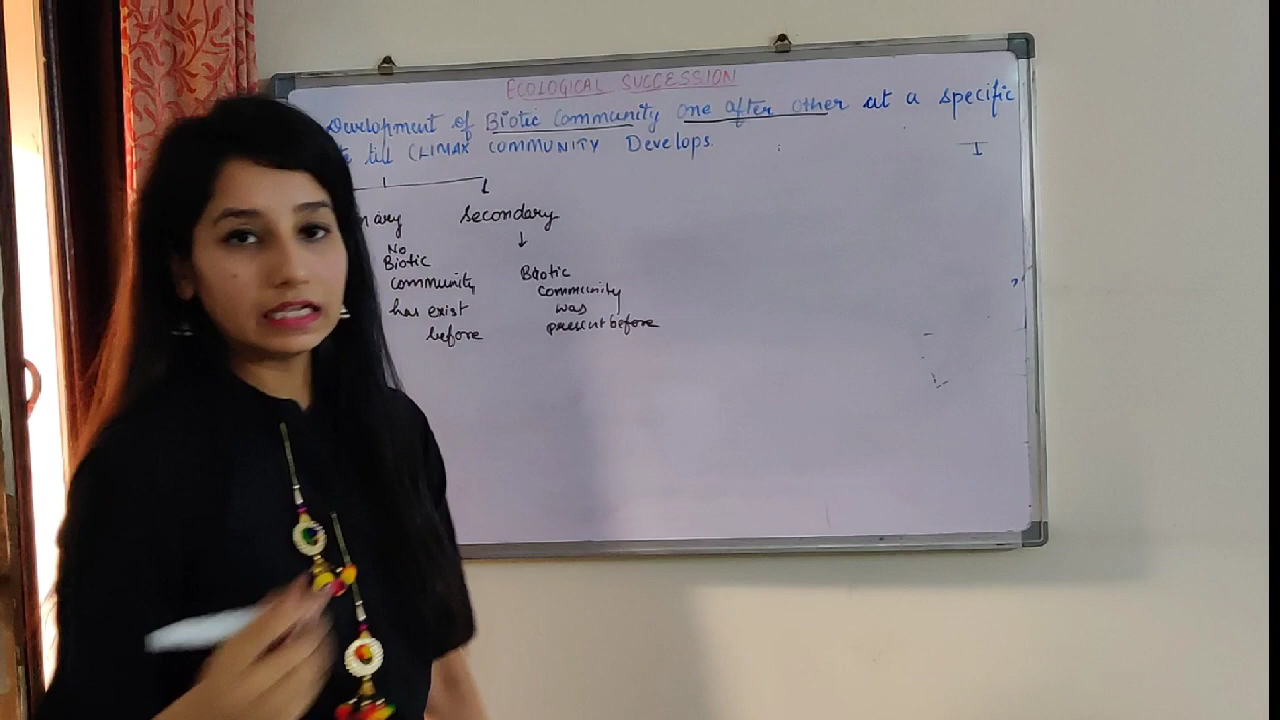 ECOLOGICAL SUCCESSION
Development of Biotic Community one after other at a specific
till CLIMAX COMMUNITY Develops.
Secondary
No
Biotic
community
has exist
before
Biotic
community
was
present before